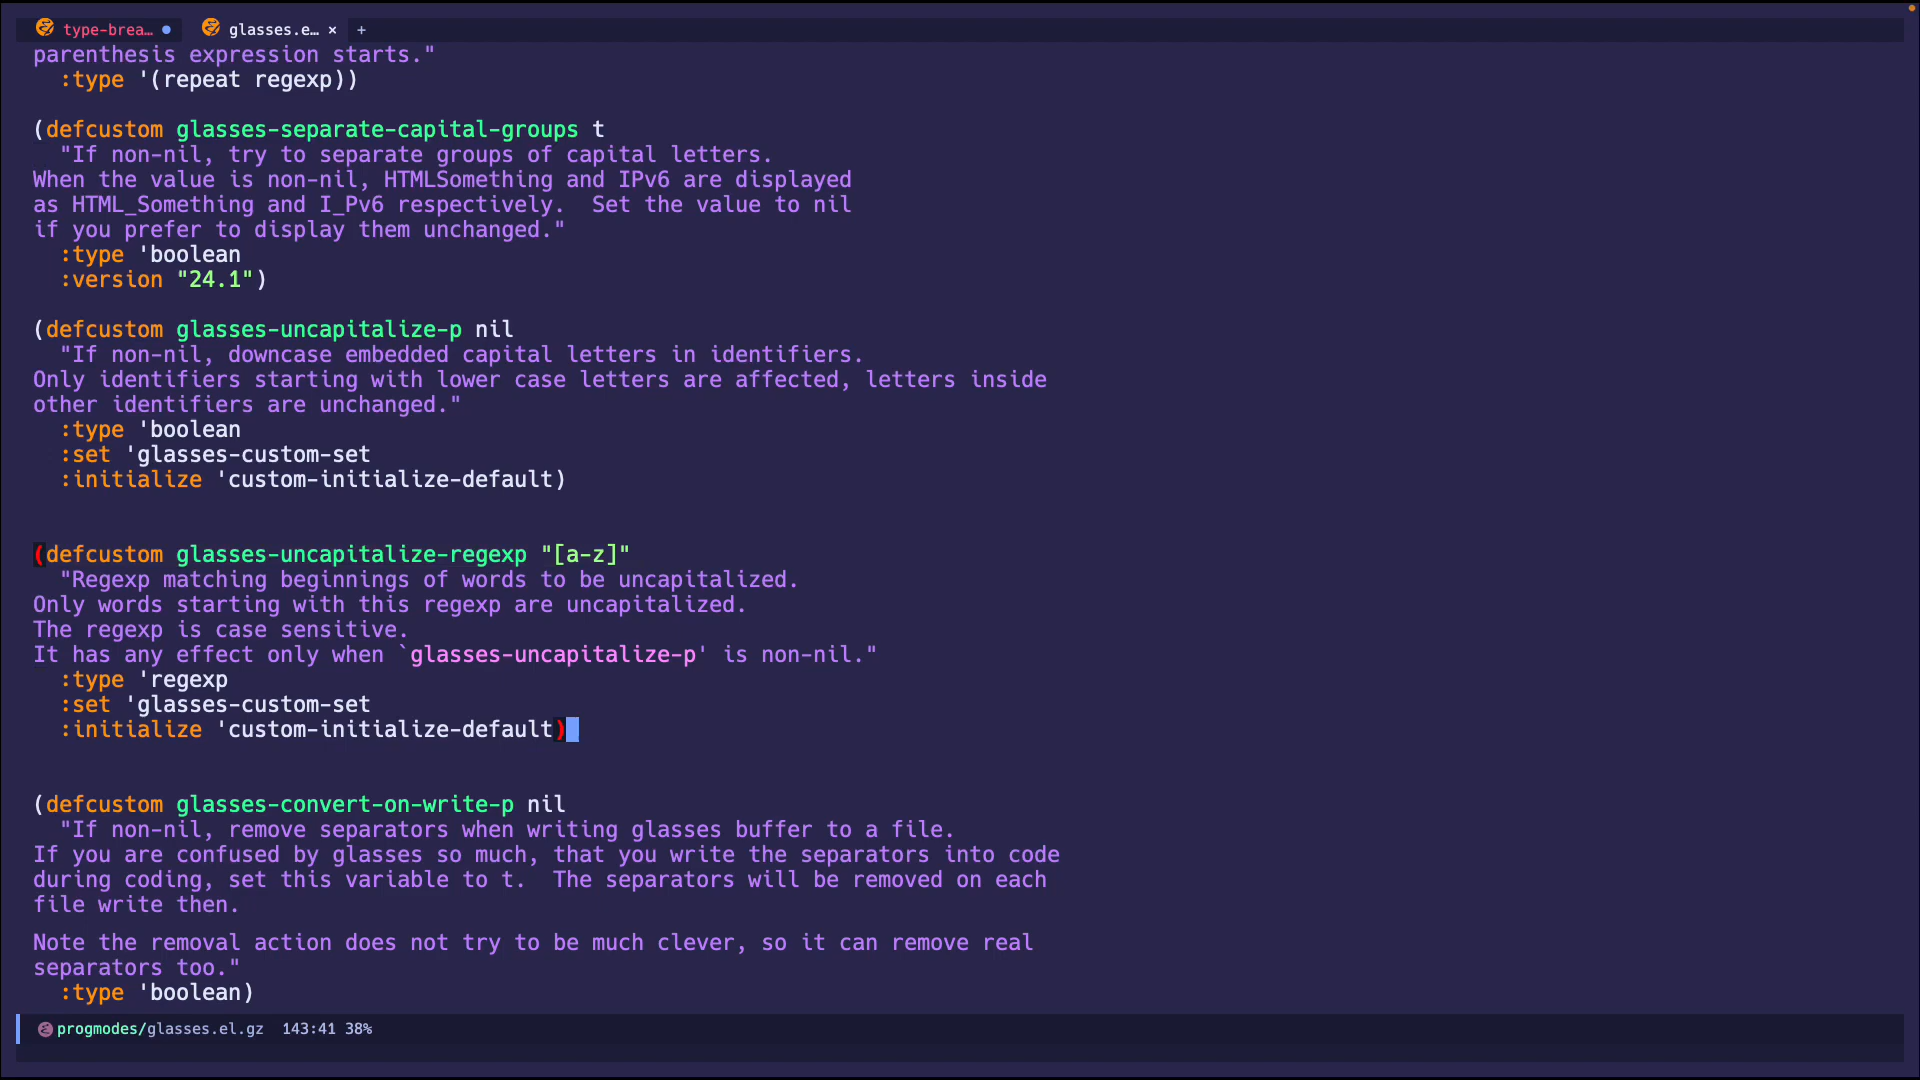 type-brea…
glasses.e… × +
parenthesis expression starts."
  :type '(repeat regexp))
(defcustom glasses-separate-capital-groups t
  "If non-nil, try to separate groups of capital letters.
When the value is non-nil, HTMLSomething and IPv6 are displayed
as HTML_Something and I_Pv6 respectively.  Set the value to nil
if you prefer to display them unchanged."
  :type 'boolean
  :version "24.1")
(defcustom glasses-uncapitalize-p nil
  "If non-nil, downcase embedded capital letters in identifiers.
Only identifiers starting with lower case letters are affected, letters inside
other identifiers are unchanged."
  :type 'boolean
  :set 'glasses-custom-set
  :initialize 'custom-initialize-default)
(defcustom glasses-uncapitalize-regexp "[a-z]"
  "Regexp matching beginnings of words to be uncapitalized.
Only words starting with this regexp are uncapitalized.
The regexp is case sensitive.
It has any effect only when `glasses-uncapitalize-p' is non-nil."
  :type 'regexp
  :set 'glasses-custom-set
  :initialize 'custom-initialize-default)
(defcustom glasses-convert-on-write-p nil
  "If non-nil, remove separators when writing glasses buffer to a file.
If you are confused by glasses so much, that you write the separators into code
during coding, set this variable to t.  The separators will be removed on each
file write then.
Note the removal action does not try to be much clever, so it can remove real
separators too."
  :type 'boolean)
progmodes/glasses.el.gz  143:41 38%